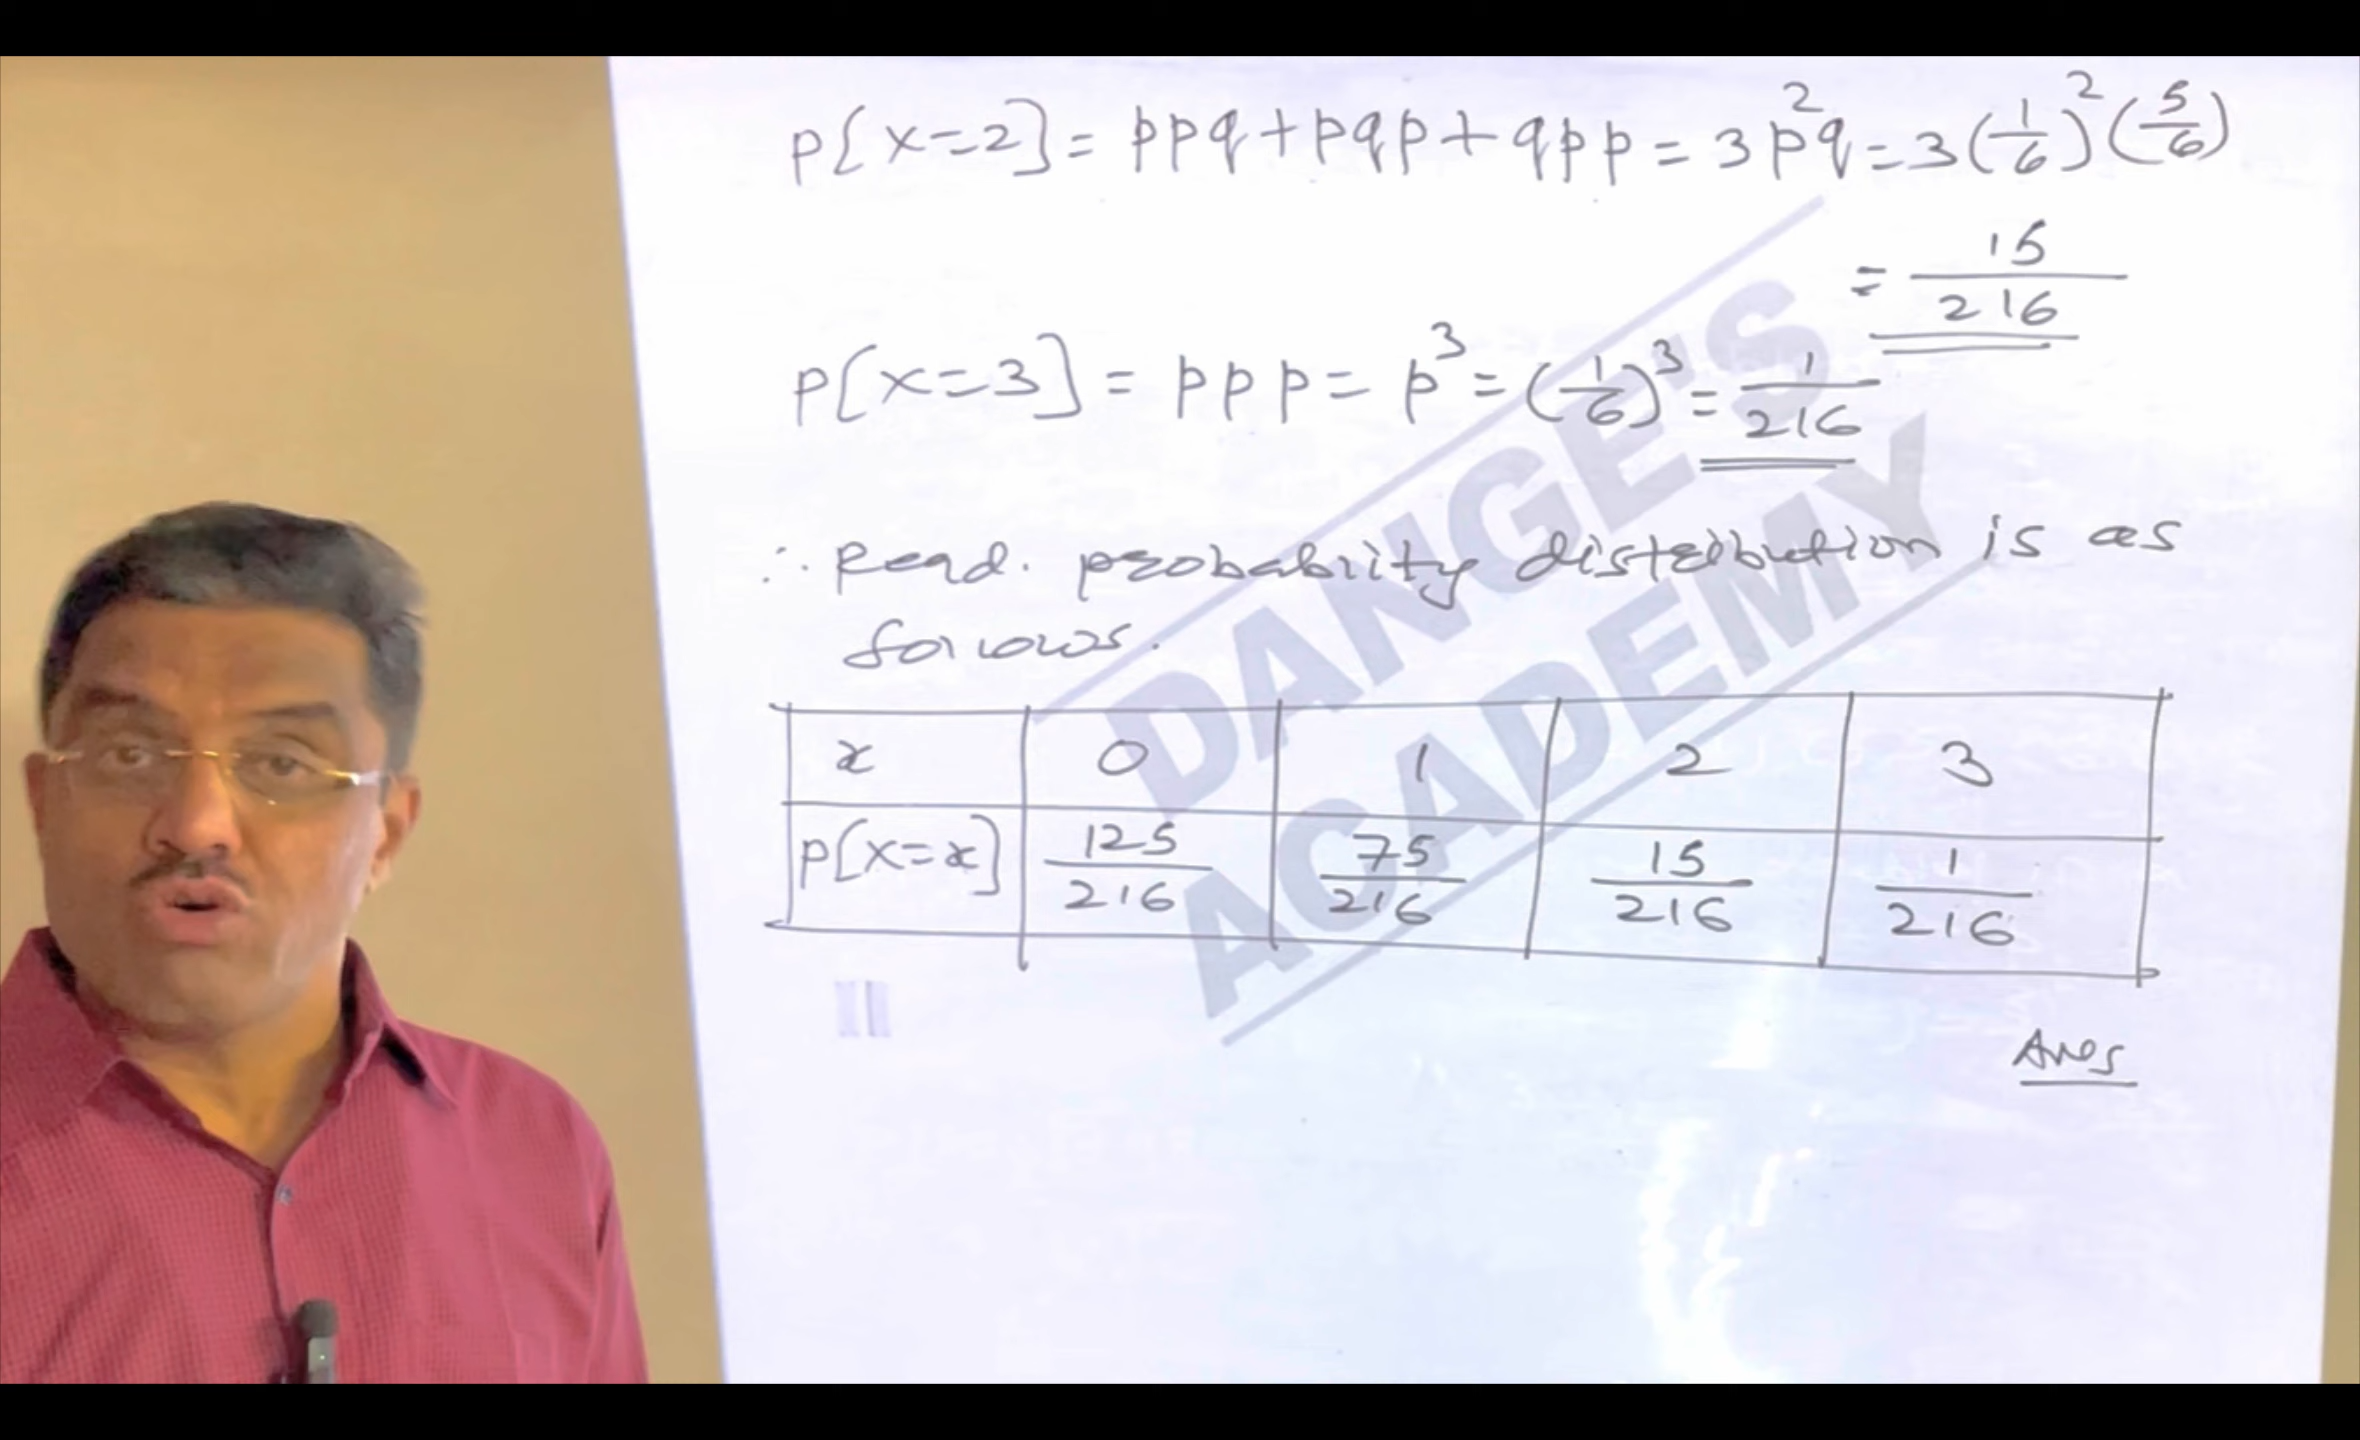 P[X=2] = ppq + pqp + qpp = 3p²q = 3(1/6)²(5/6)
= 15/216
P[X=3] = ppp = p³ = (1/6)³ = 1/216
∴ Reqd. probability distribution is as
follows.
x 0 1 2 3
P[X=x] 125/216 75/216 15/216 1/216
Ans
DANGE'S
ACADEMY